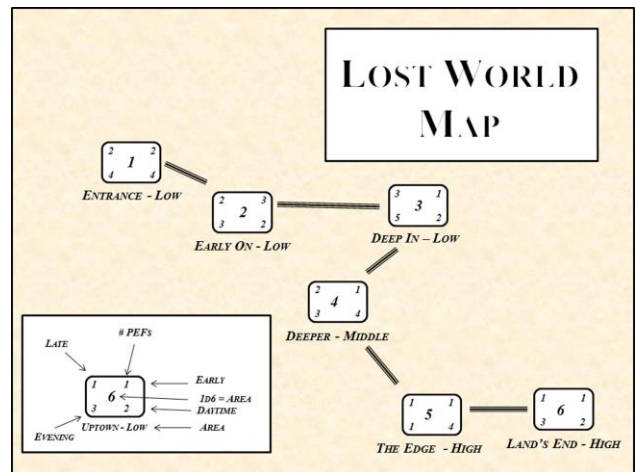 LOST WORLD
MAP
2 2
1
4 4
ENTRANCE - LOW
2 3
2
3 2
EARLY ON - LOW
3 1
3
5 2
DEEP IN – LOW
2 1
4
3 4
DEEPER - MIDDLE
1 1
5
1 4
THE EDGE - HIGH
1 1
6
3 2
LAND'S END - HIGH
# PEFS
LATE
1 1
EARLY
6
1D6 = AREA
3 2
DAYTIME
EVENING
UPTOWN - LOW
AREA